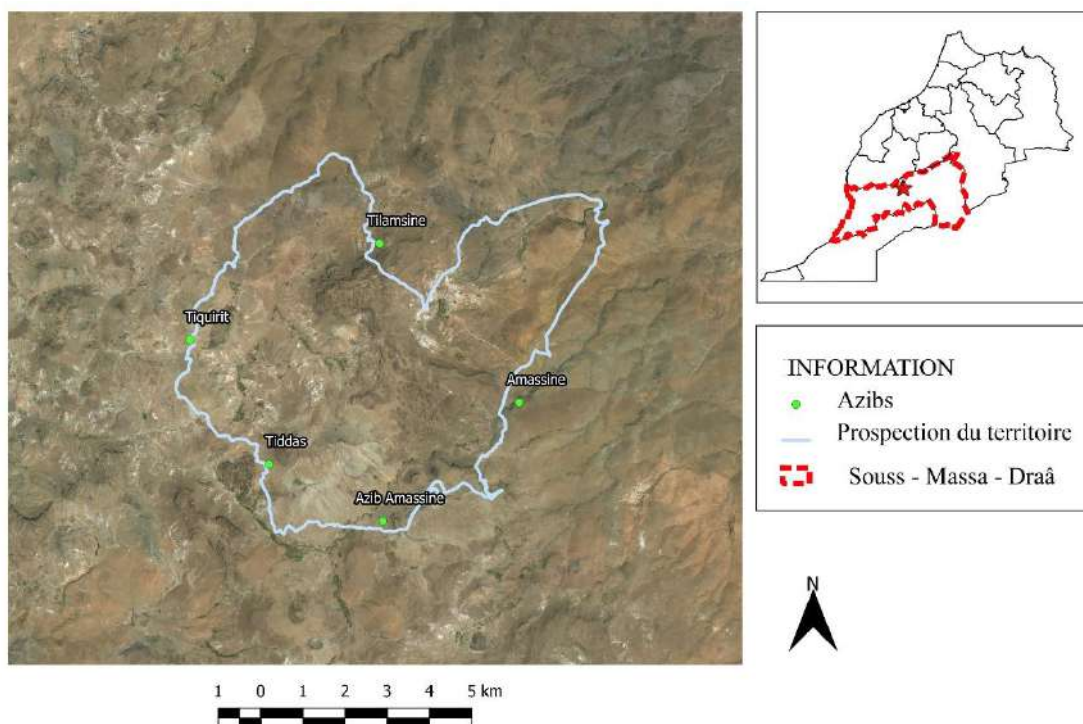 Tilamsine
Tiquirit
Amassine
Tiddas
Azib Amassine
INFORMATION
Azibs
Prospection du territoire
Souss - Massa - Draâ
N
1 0 1 2 3 4 5 km